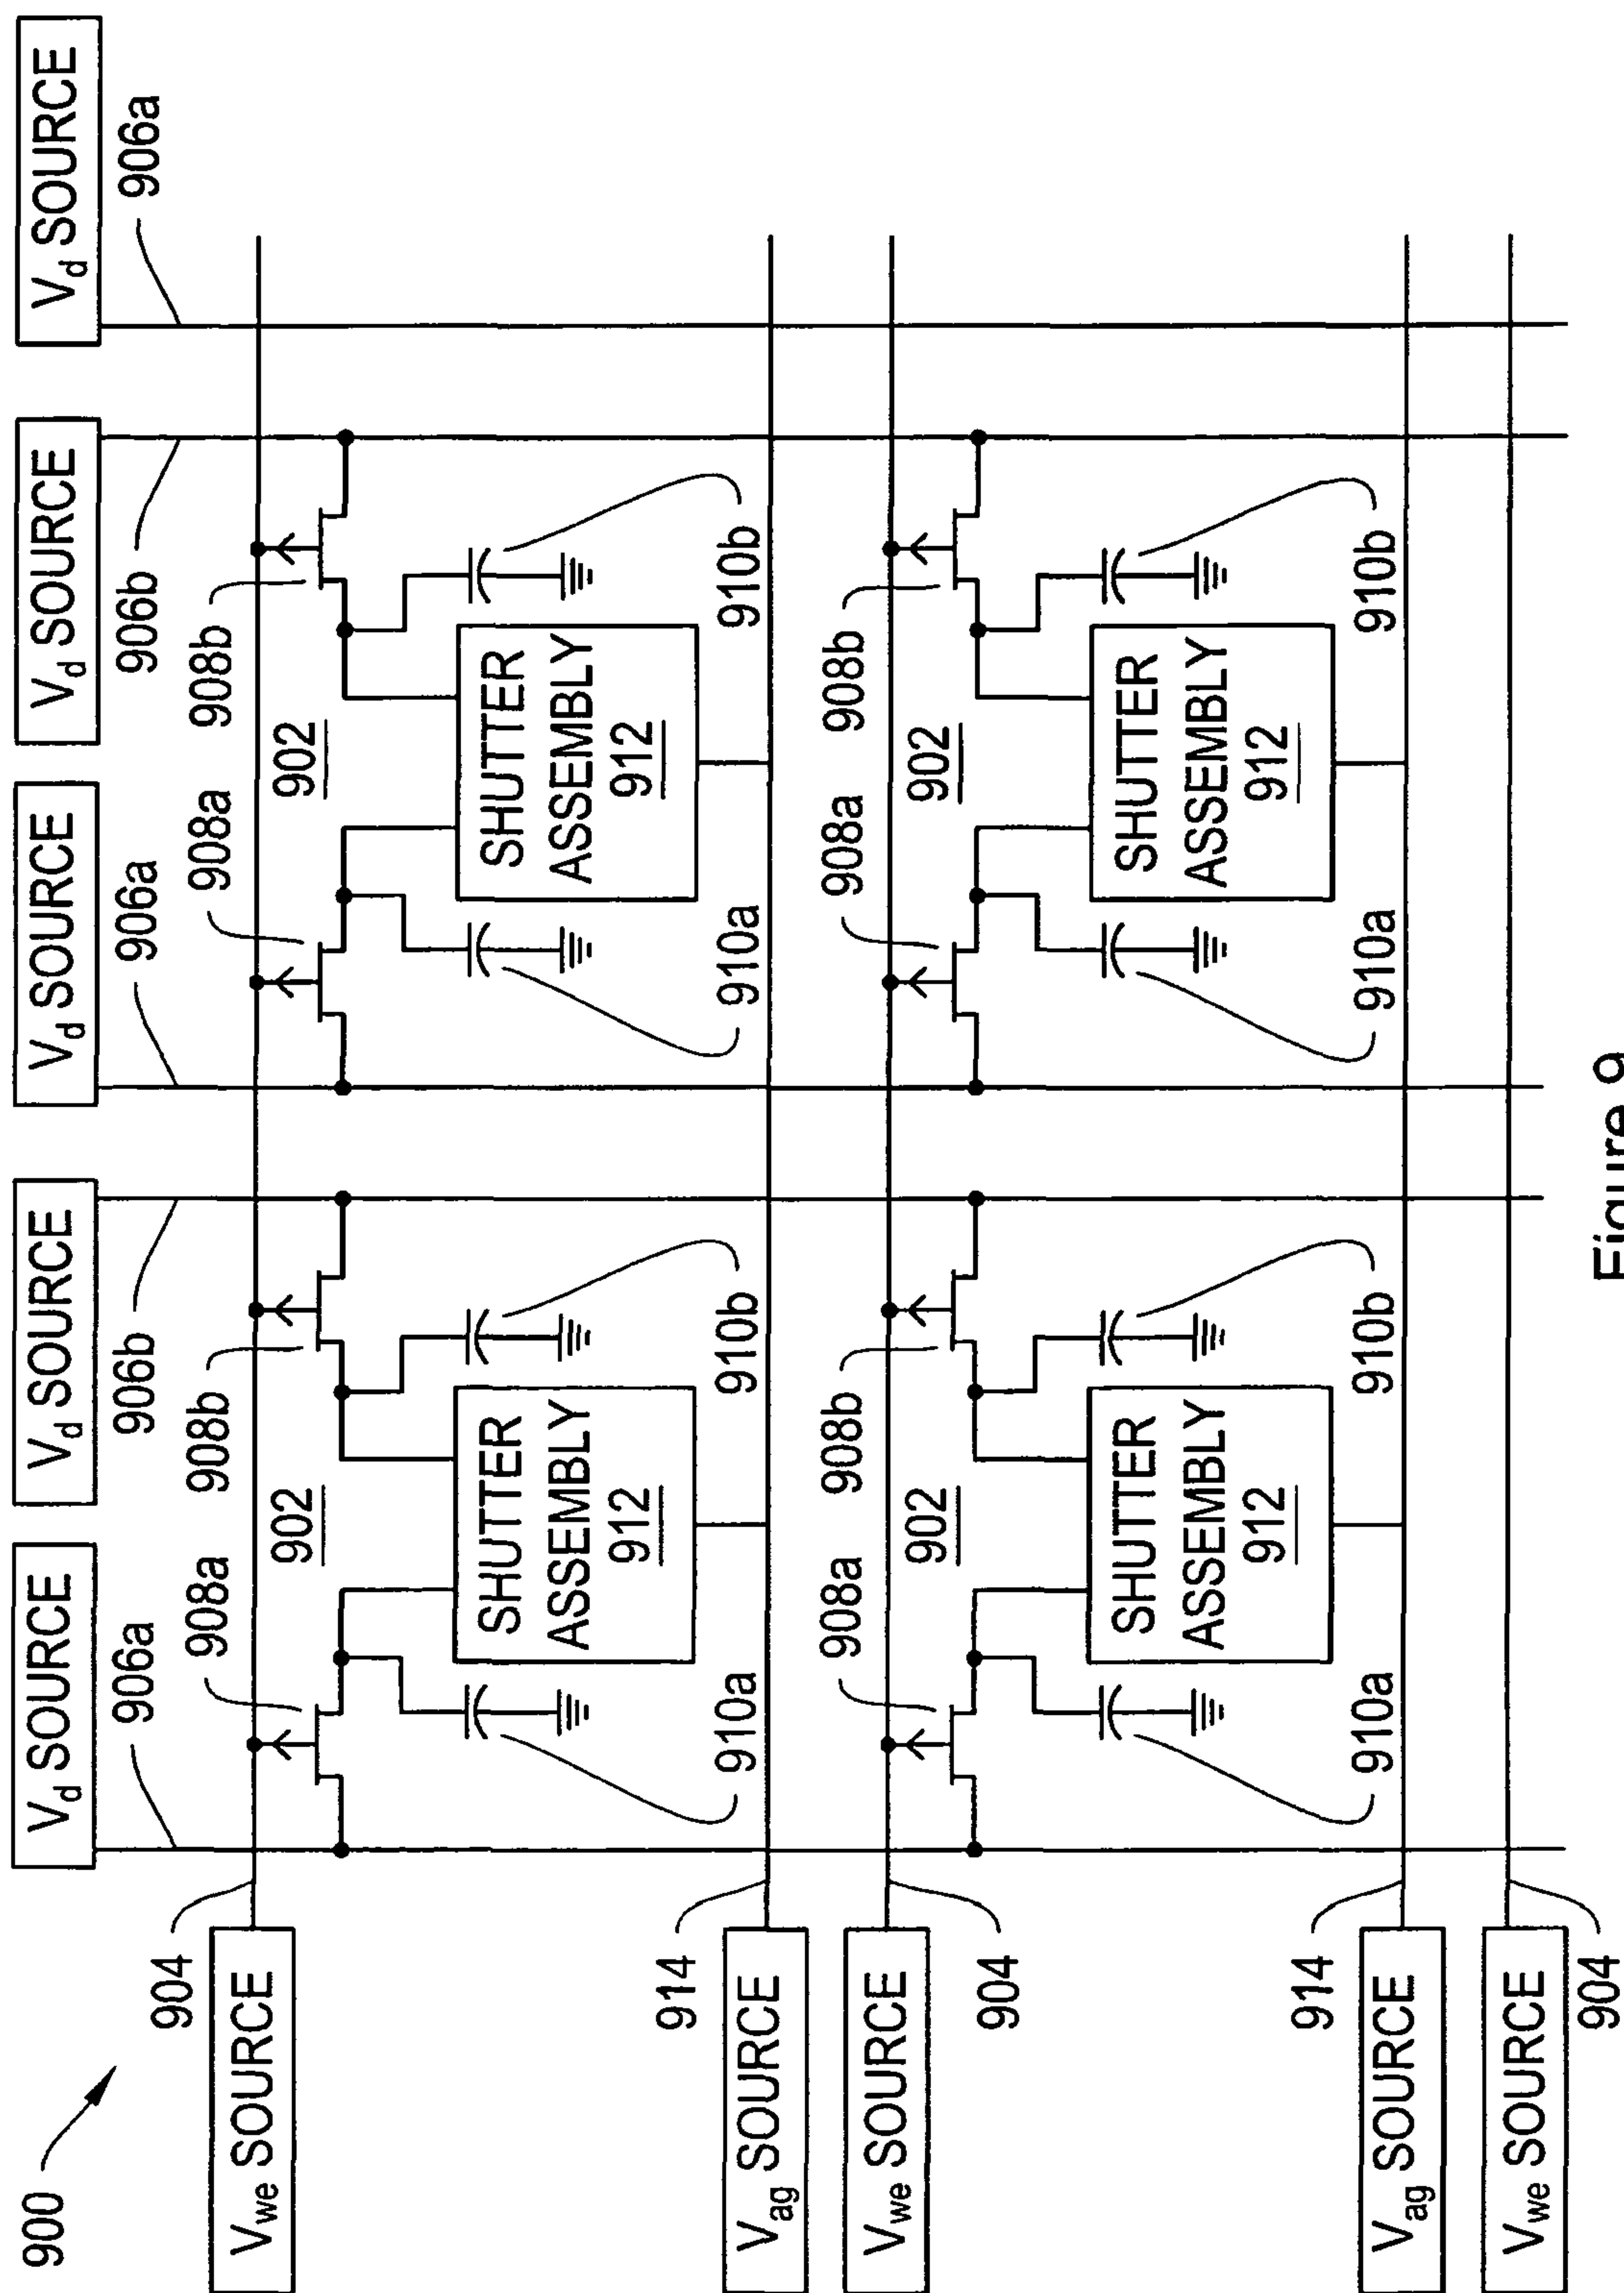 900
V_d SOURCE
V_d SOURCE
V_d SOURCE
V_d SOURCE
V_d SOURCE
906a
906b
906a
906b
906a
904
908a
908b
908a
908b
V_we SOURCE
902
902
SHUTTER
ASSEMBLY
912
SHUTTER
ASSEMBLY
912
914
910a
910b
910a
910b
V_ag SOURCE
V_we SOURCE
904
908a
908b
908a
908b
902
902
SHUTTER
ASSEMBLY
912
SHUTTER
ASSEMBLY
912
914
910a
910b
910a
910b
V_ag SOURCE
V_we SOURCE
904
Figure 9